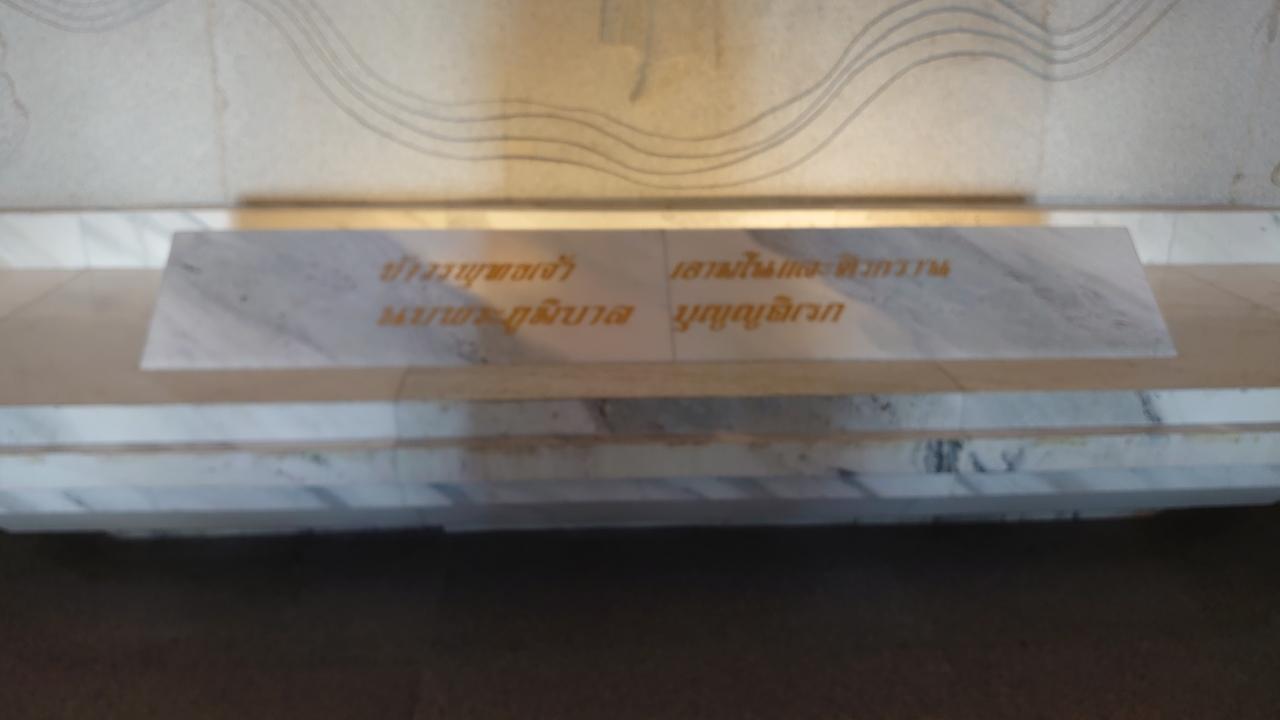 ข้าวรพุทธเจ้า เอามโนและศิรกราน
นบพระภูมิบาล บุญญดิเรก